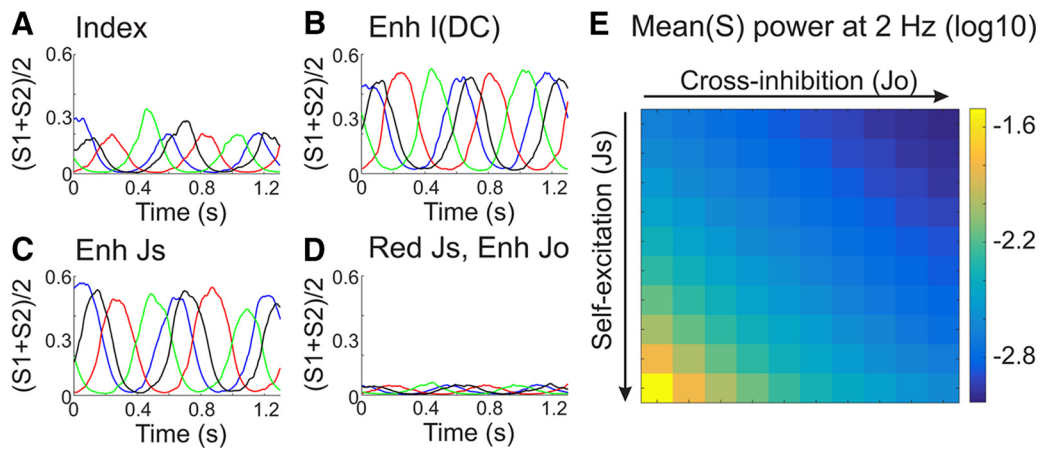 A Index
(S1+S2)/2
0.6
0.3
0
0 0.4 0.8 1.2
Time (s)
B Enh I(DC)
(S1+S2)/2
0.6
0.3
0
0 0.4 0.8 1.2
Time (s)
C Enh Js
(S1+S2)/2
0.6
0.3
0
0 0.4 0.8 1.2
Time (s)
D Red Js, Enh Jo
(S1+S2)/2
0.6
0.3
0
0 0.4 0.8 1.2
Time (s)
E Mean(S) power at 2 Hz (log10)
Cross-inhibition (Jo)
Self-excitation (Js)
-1.6
-2.2
-2.8